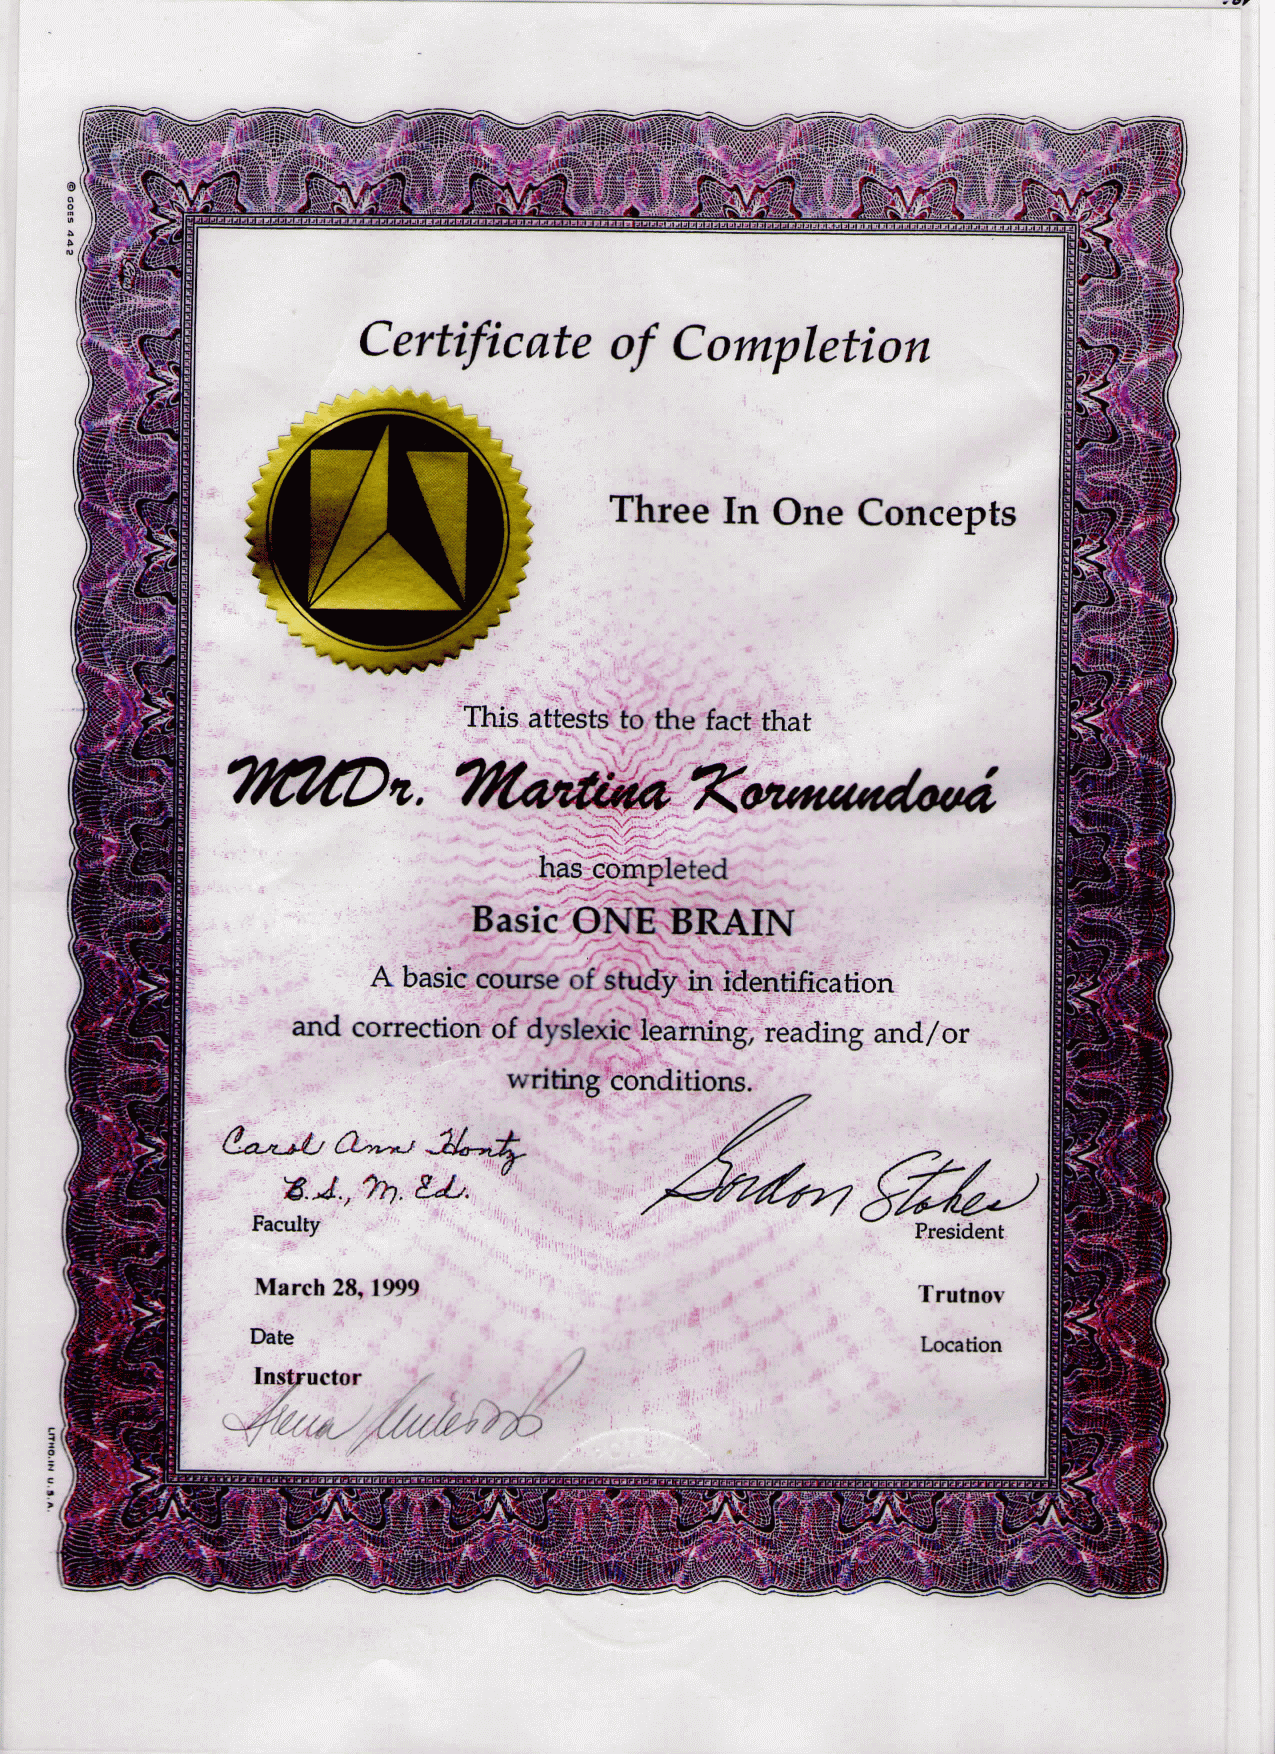 © GOES 442
Certificate of Completion
Three In One Concepts
This attests to the fact that
MUDr. Martina Kormundová
has completed
Basic ONE BRAIN
A basic course of study in identification
and correction of dyslexic learning, reading and/or
writing conditions.
Carol Ann Hontz
B.S., M.Ed.
Faculty
Gordon Stokes
President
March 28, 1999
Date
Trutnov
Location
Instructor
Irena
LITHO. IN U.S.A.